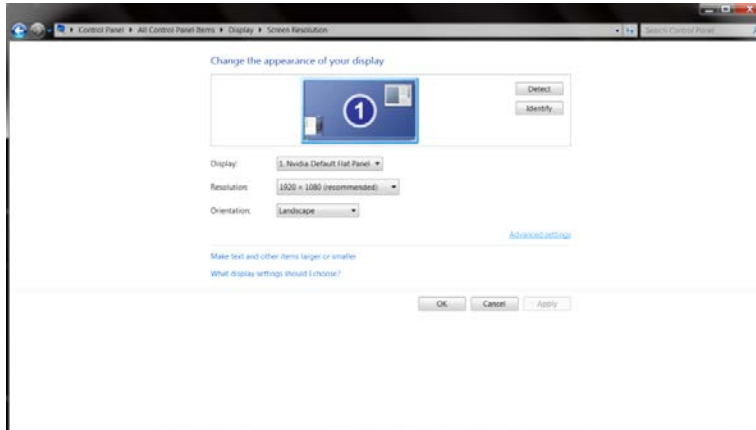 Control Panel ▸ All Control Panel Items ▸ Display ▸ Screen Resolution
Search Control Panel
Change the appearance of your display
1
Detect
Identify
Display:
1. Nvidia Default Flat Panel
Resolution:
1920 × 1080 (recommended)
Orientation:
Landscape
Advanced settings
Make text and other items larger or smaller
What display settings should I choose?
OK
Cancel
Apply